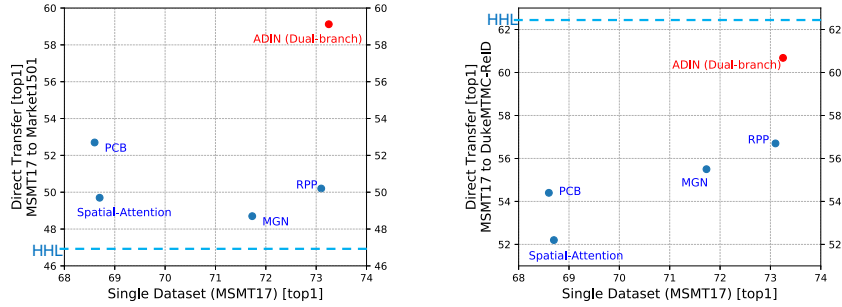 60
58
56
54
52
50
48
46
60
58
56
54
52
50
48
46
Direct Transfer [top1]
MSMT17 to Market1501
ADIN (Dual-branch)
PCB
RPP
Spatial-Attention
MGN
HHL
68 69 70 71 72 73 74
Single Dataset (MSMT17) [top1]
HHL
62
60
58
56
54
52
62
60
58
56
54
52
Direct Transfer [top1]
MSMT17 to DukeMTMC-ReID
ADIN (Dual-branch)
RPP
MGN
PCB
Spatial-Attention
68 69 70 71 72 73 74
Single Dataset (MSMT17) [top1]